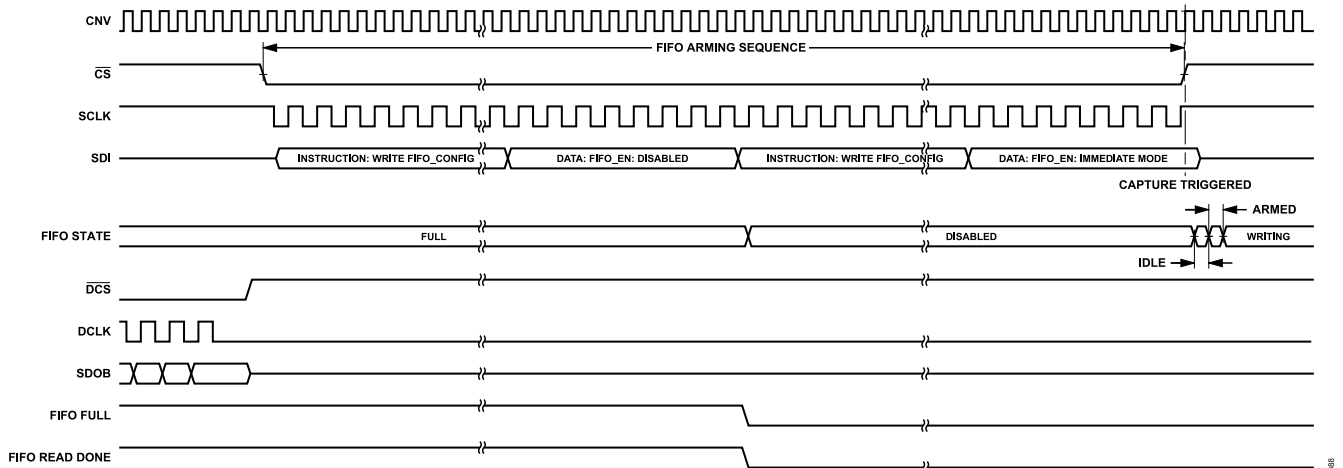 CNV
FIFO ARMING SEQUENCE
CS
SCLK
SDI INSTRUCTION: WRITE FIFO_CONFIG DATA: FIFO_EN: DISABLED INSTRUCTION: WRITE FIFO_CONFIG DATA: FIFO_EN: IMMEDIATE MODE
CAPTURE TRIGGERED
ARMED
FIFO STATE FULL DISABLED WRITING
IDLE
DCS
DCLK
SDOB
FIFO FULL
FIFO READ DONE